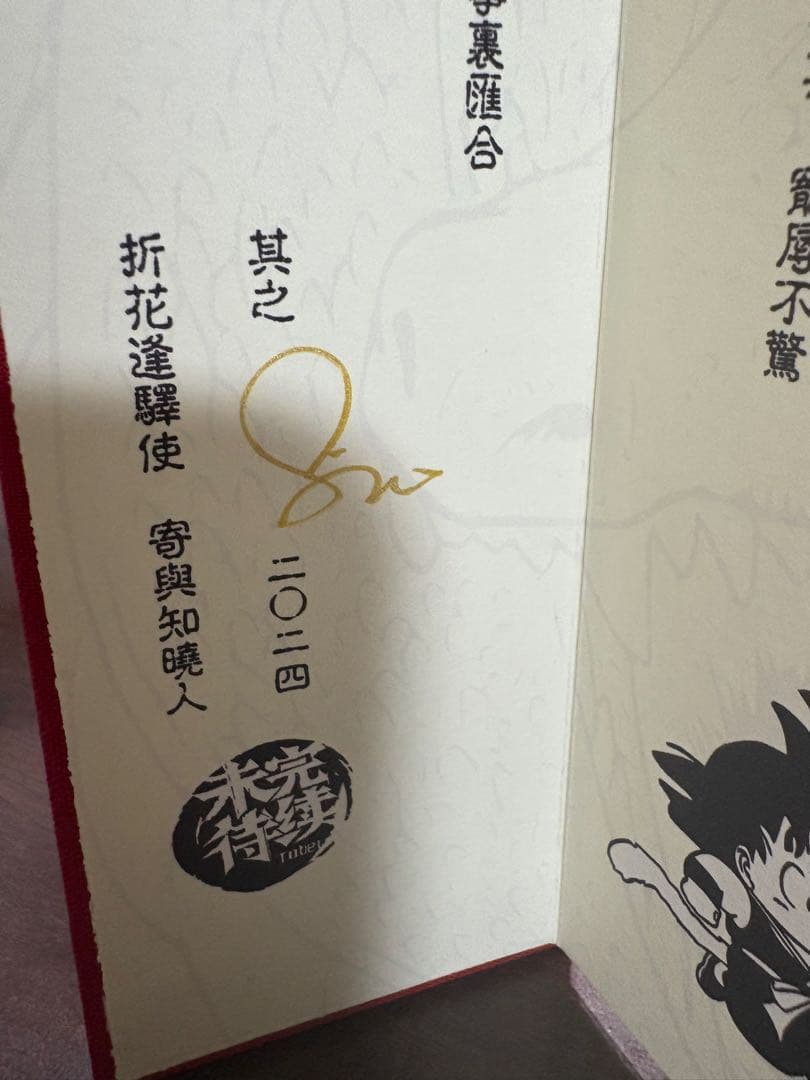 寵辱不驚
裏匯合
其之
二〇二四
折花逢驛使 寄與知曉人
未完
待续